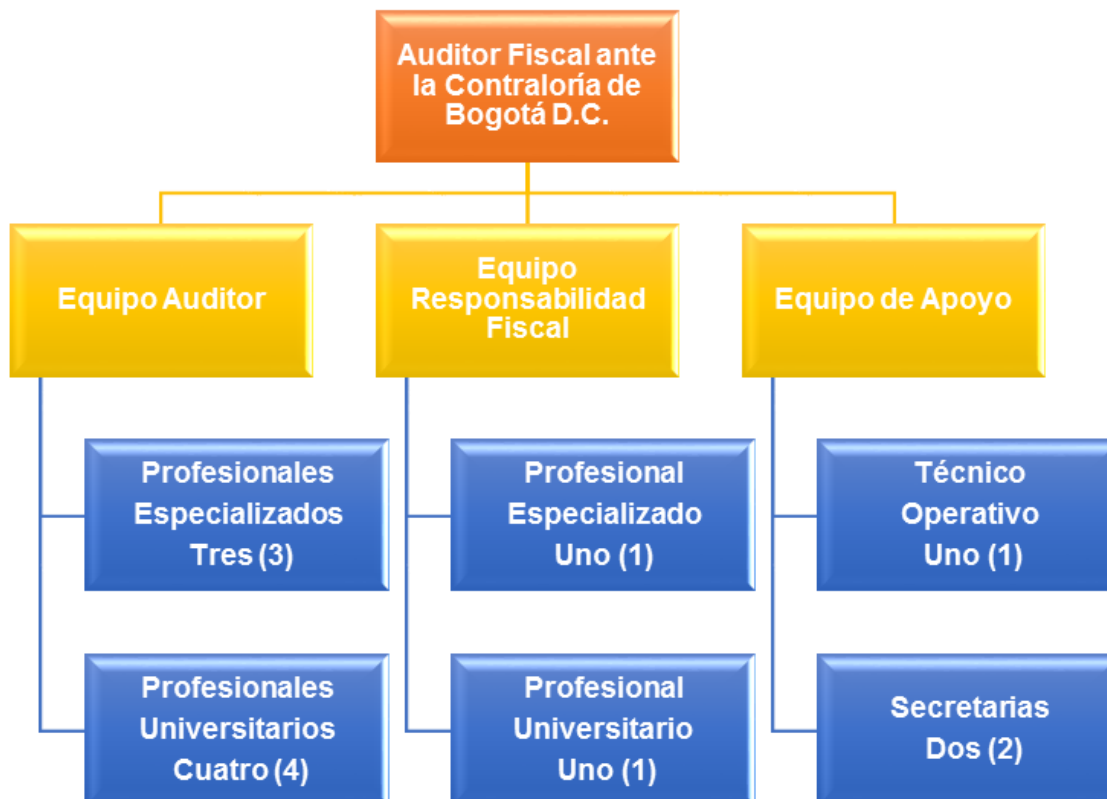 Auditor Fiscal ante
la Contraloría de
Bogotá D.C.
Equipo Auditor
Equipo
Responsabilidad
Fiscal
Equipo de Apoyo
Profesionales
Especializados
Tres (3)
Profesional
Especializado
Uno (1)
Técnico
Operativo
Uno (1)
Profesionales
Universitarios
Cuatro (4)
Profesional
Universitario
Uno (1)
Secretarias
Dos (2)